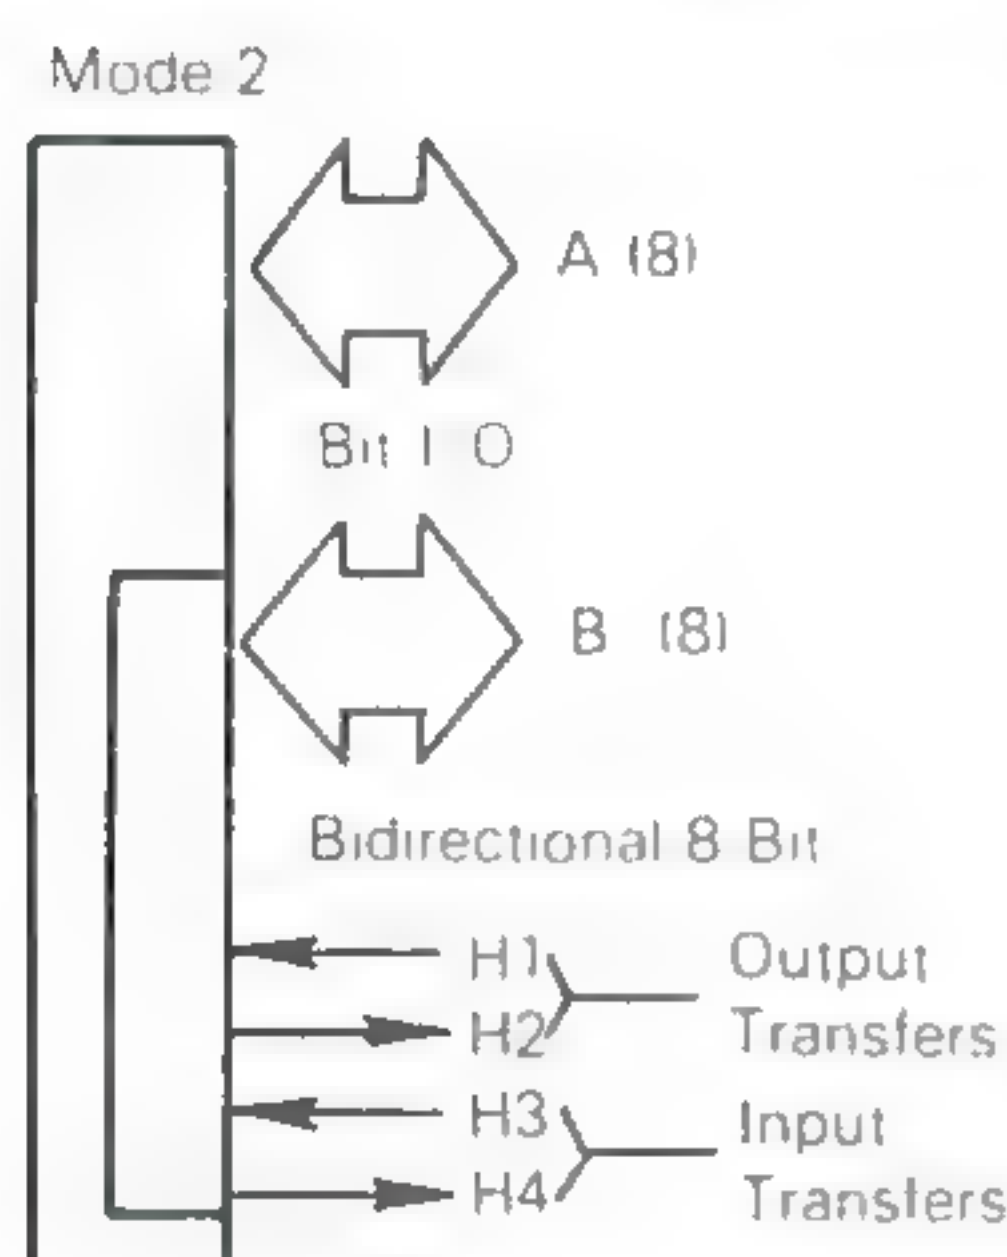 Mode 2
A (8)
Bit I O
B (8)
Bidirectional 8 Bit
H1
H2
Output
Transfers
H3
H4
Input
Transfers